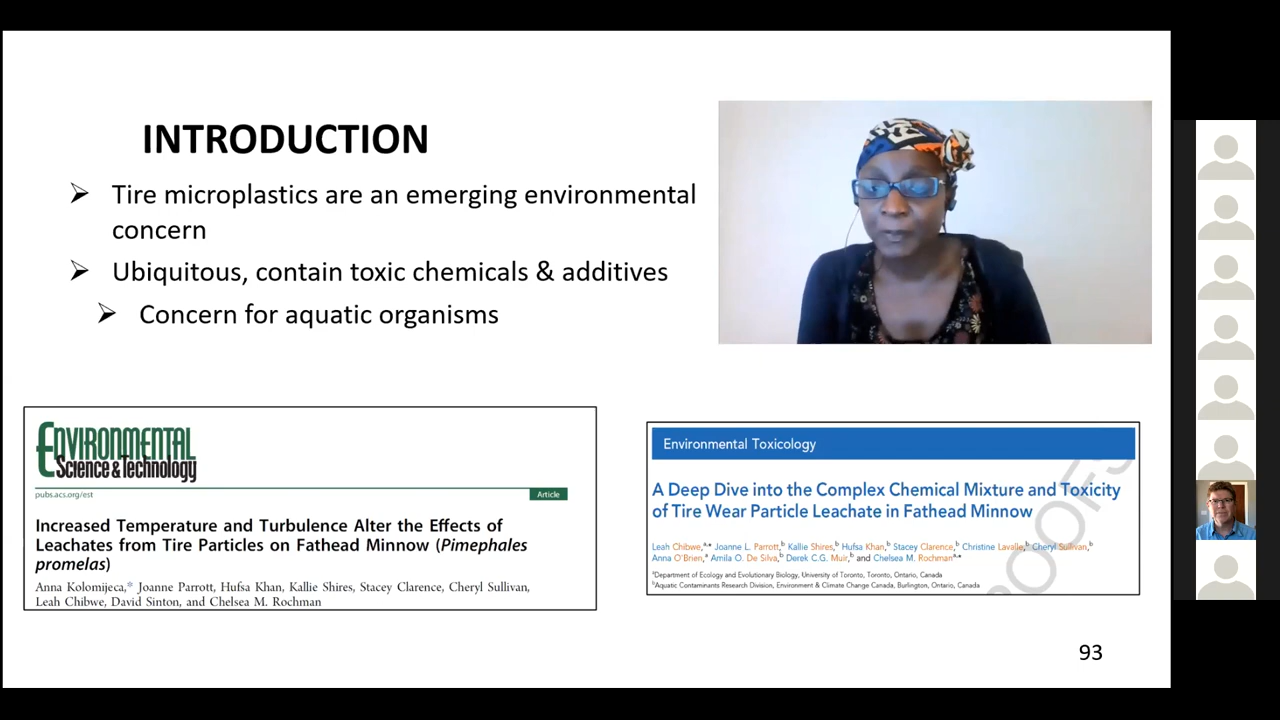 INTRODUCTION
Tire microplastics are an emerging environmental
concern
Ubiquitous, contain toxic chemicals & additives
Concern for aquatic organisms
ENVIRONMENTAL
Science & Technology
pubs.acs.org/est
Article
Increased Temperature and Turbulence Alter the Effects of
Leachates from Tire Particles on Fathead Minnow (Pimephales
promelas)
Anna Kolomijeca,* Joanne Parrott, Hufsa Khan, Kallie Shires, Stacey Clarence, Cheryl Sullivan,
Leah Chibwe, David Sinton, and Chelsea M. Rochman
Environmental Toxicology
A Deep Dive into the Complex Chemical Mixture and Toxicity
of Tire Wear Particle Leachate in Fathead Minnow
Leah Chibwe,a,* Joanne L. Parrott,b Kallie Shires,b Hufsa Khan,b Stacey Clarence,b Christine Lavalle,b Cheryl Sullivan,b
Anna O'Brien,a Amila O. De Silva,b Derek C.G. Muir,b and Chelsea M. Rochmana,*
aDepartment of Ecology and Evolutionary Biology, University of Toronto, Toronto, Ontario, Canada
bAquatic Contaminants Research Division, Environment & Climate Change Canada, Burlington, Ontario, Canada
93